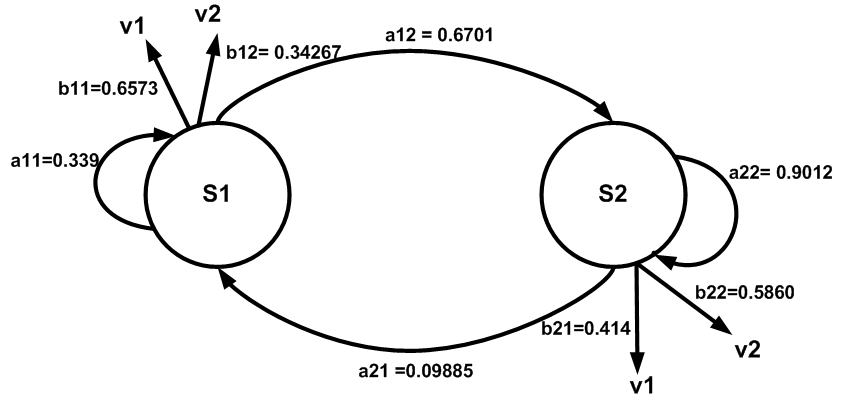 v1
v2
b12= 0.34267
a12 = 0.6701
b11=0.6573
a11=0.339
S1
S2
a22= 0.9012
b22=0.5860
b21=0.414
v2
a21 =0.09885
v1